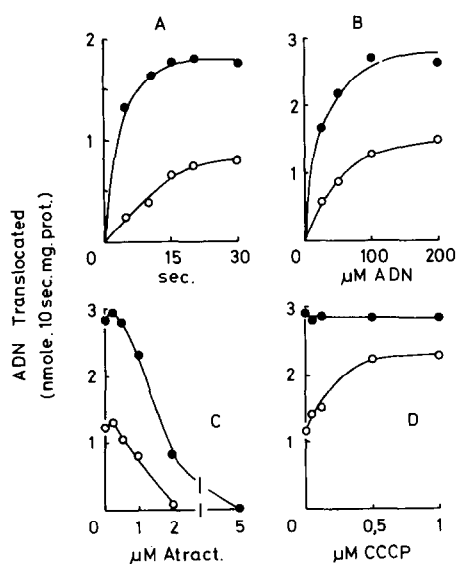 ADN Translocated
(nmole. 10 sec. mg. prot.)
A
2
1
0
15
30
sec.
B
3
2
1
0
100
200
µM ADN
C
3
2
1
0
1
2
5
µM Atract.
D
3
2
1
0
0,5
1
µM CCCP